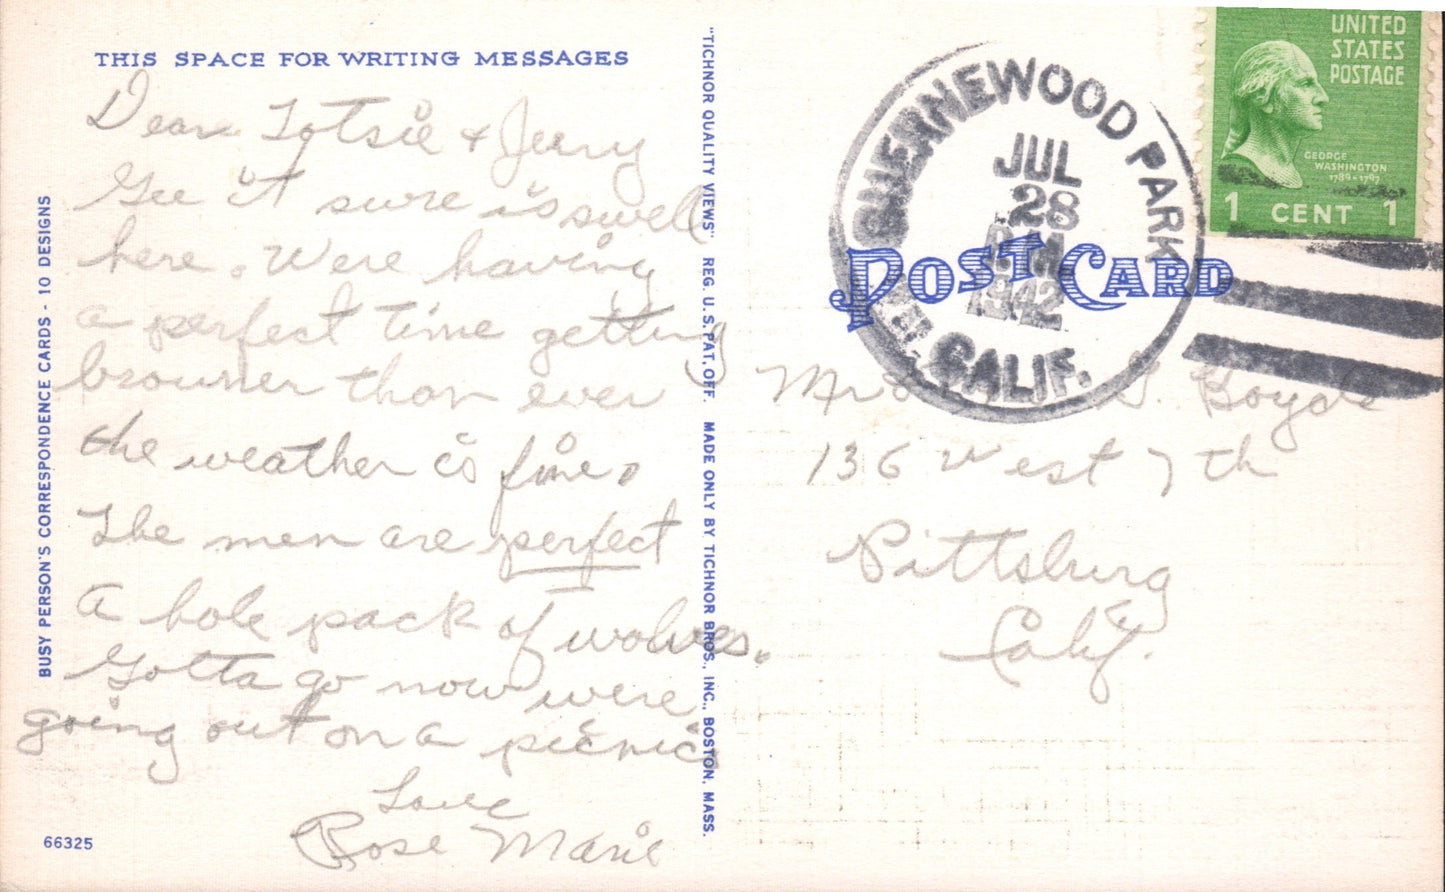 THIS SPACE FOR WRITING MESSAGES
Dear Totsie & Jerry
Gee it sure is swell
here. Were having
a perfect time getting
browner than ever
the weather is fine.
The men are perfect
A hole pack of wolves.
Gotta go now were
going out on a picnic
Love
Rose Marie
66325
BUSY PERSON'S CORRESPONDENCE CARDS - 10 DESIGNS
"TICHNOR QUALITY VIEWS" REG. U. S. PAT. OFF. MADE ONLY BY TICHNOR BROS., INC., BOSTON, MASS.
POST CARD
GUERNEWOOD PARK
JUL
28
1942
CALIF.
UNITED
STATES
POSTAGE
GEORGE
WASHINGTON
1789-1797
1 CENT 1
G. Boyds
136 West 7th
Pittsburg
Calif.